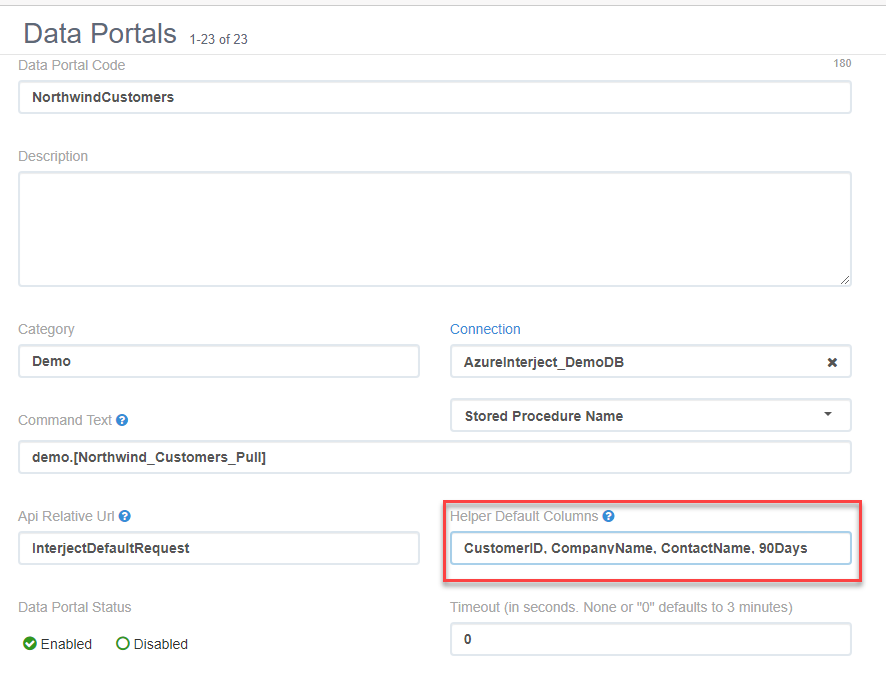 Data Portals 1-23 of 23
Data Portal Code 180
NorthwindCustomers
Description
Category Connection
Demo AzureInterject_DemoDB
Command Text Stored Procedure Name
demo.[Northwind_Customers_Pull]
Api Relative Url Helper Default Columns
InterjectDefaultRequest CustomerID, CompanyName, ContactName, 90Days
Data Portal Status Timeout (in seconds. None or "0" defaults to 3 minutes)
Enabled Disabled 0